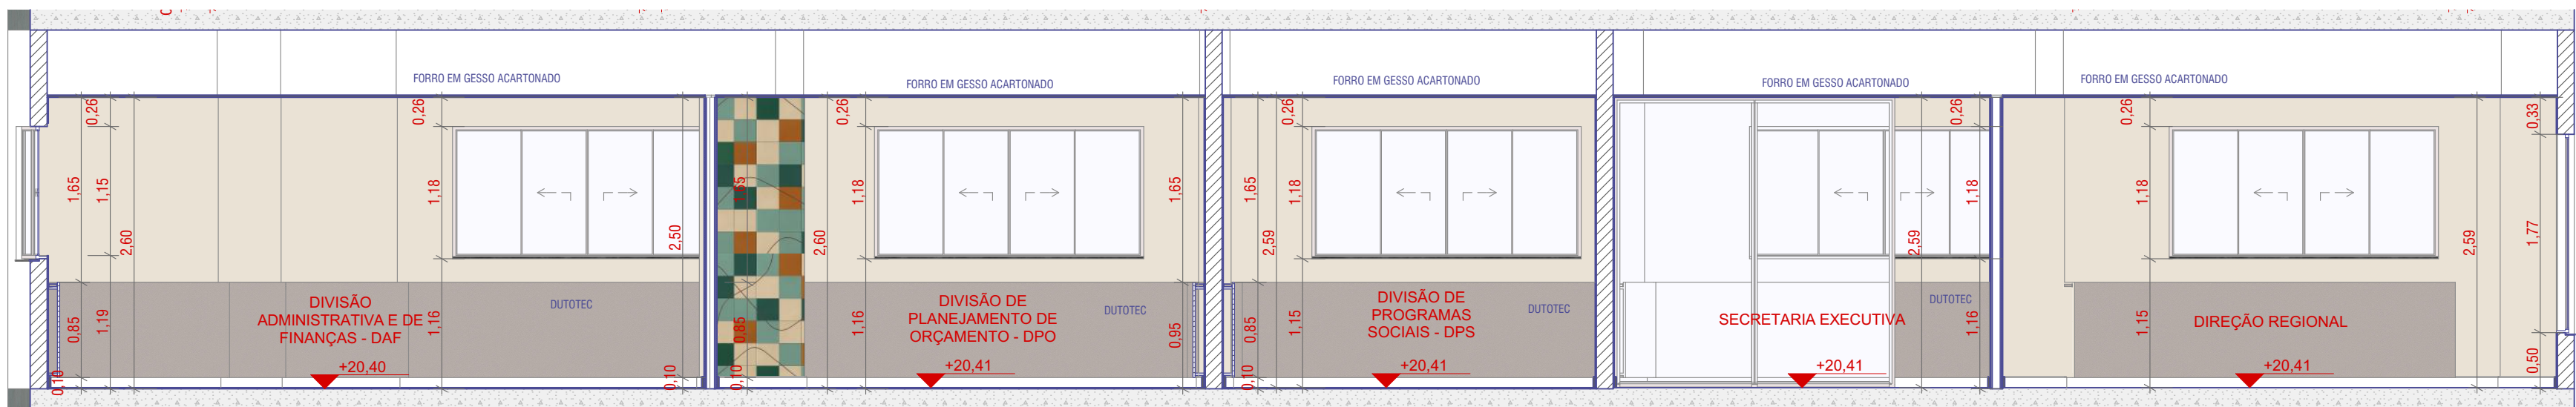 FORRO EM GESSO ACARTONADO
FORRO EM GESSO ACARTONADO
FORRO EM GESSO ACARTONADO
FORRO EM GESSO ACARTONADO
FORRO EM GESSO ACARTONADO
0,26
0,26
0,26
0,26
0,26
0,26
0,33
1,65
1,15
2,60
1,18
2,50
1,65
2,60
1,18
1,65
1,65
2,59
1,18
2,59
1,18
1,18
2,59
1,77
DIVISÃO
ADMINISTRATIVA E DE
FINANÇAS - DAF
DUTOTEC
0,85
1,19
1,16
0,10
0,10
+20,40
DIVISÃO DE
PLANEJAMENTO DE
ORÇAMENTO - DPO
DUTOTEC
0,85
0,10
1,16
0,95
+20,41
DIVISÃO DE
PROGRAMAS
SOCIAIS - DPS
DUTOTEC
0,85
0,10
1,15
+20,41
SECRETARIA EXECUTIVA
DUTOTEC
1,16
+20,41
DIREÇÃO REGIONAL
1,15
0,50
+20,41